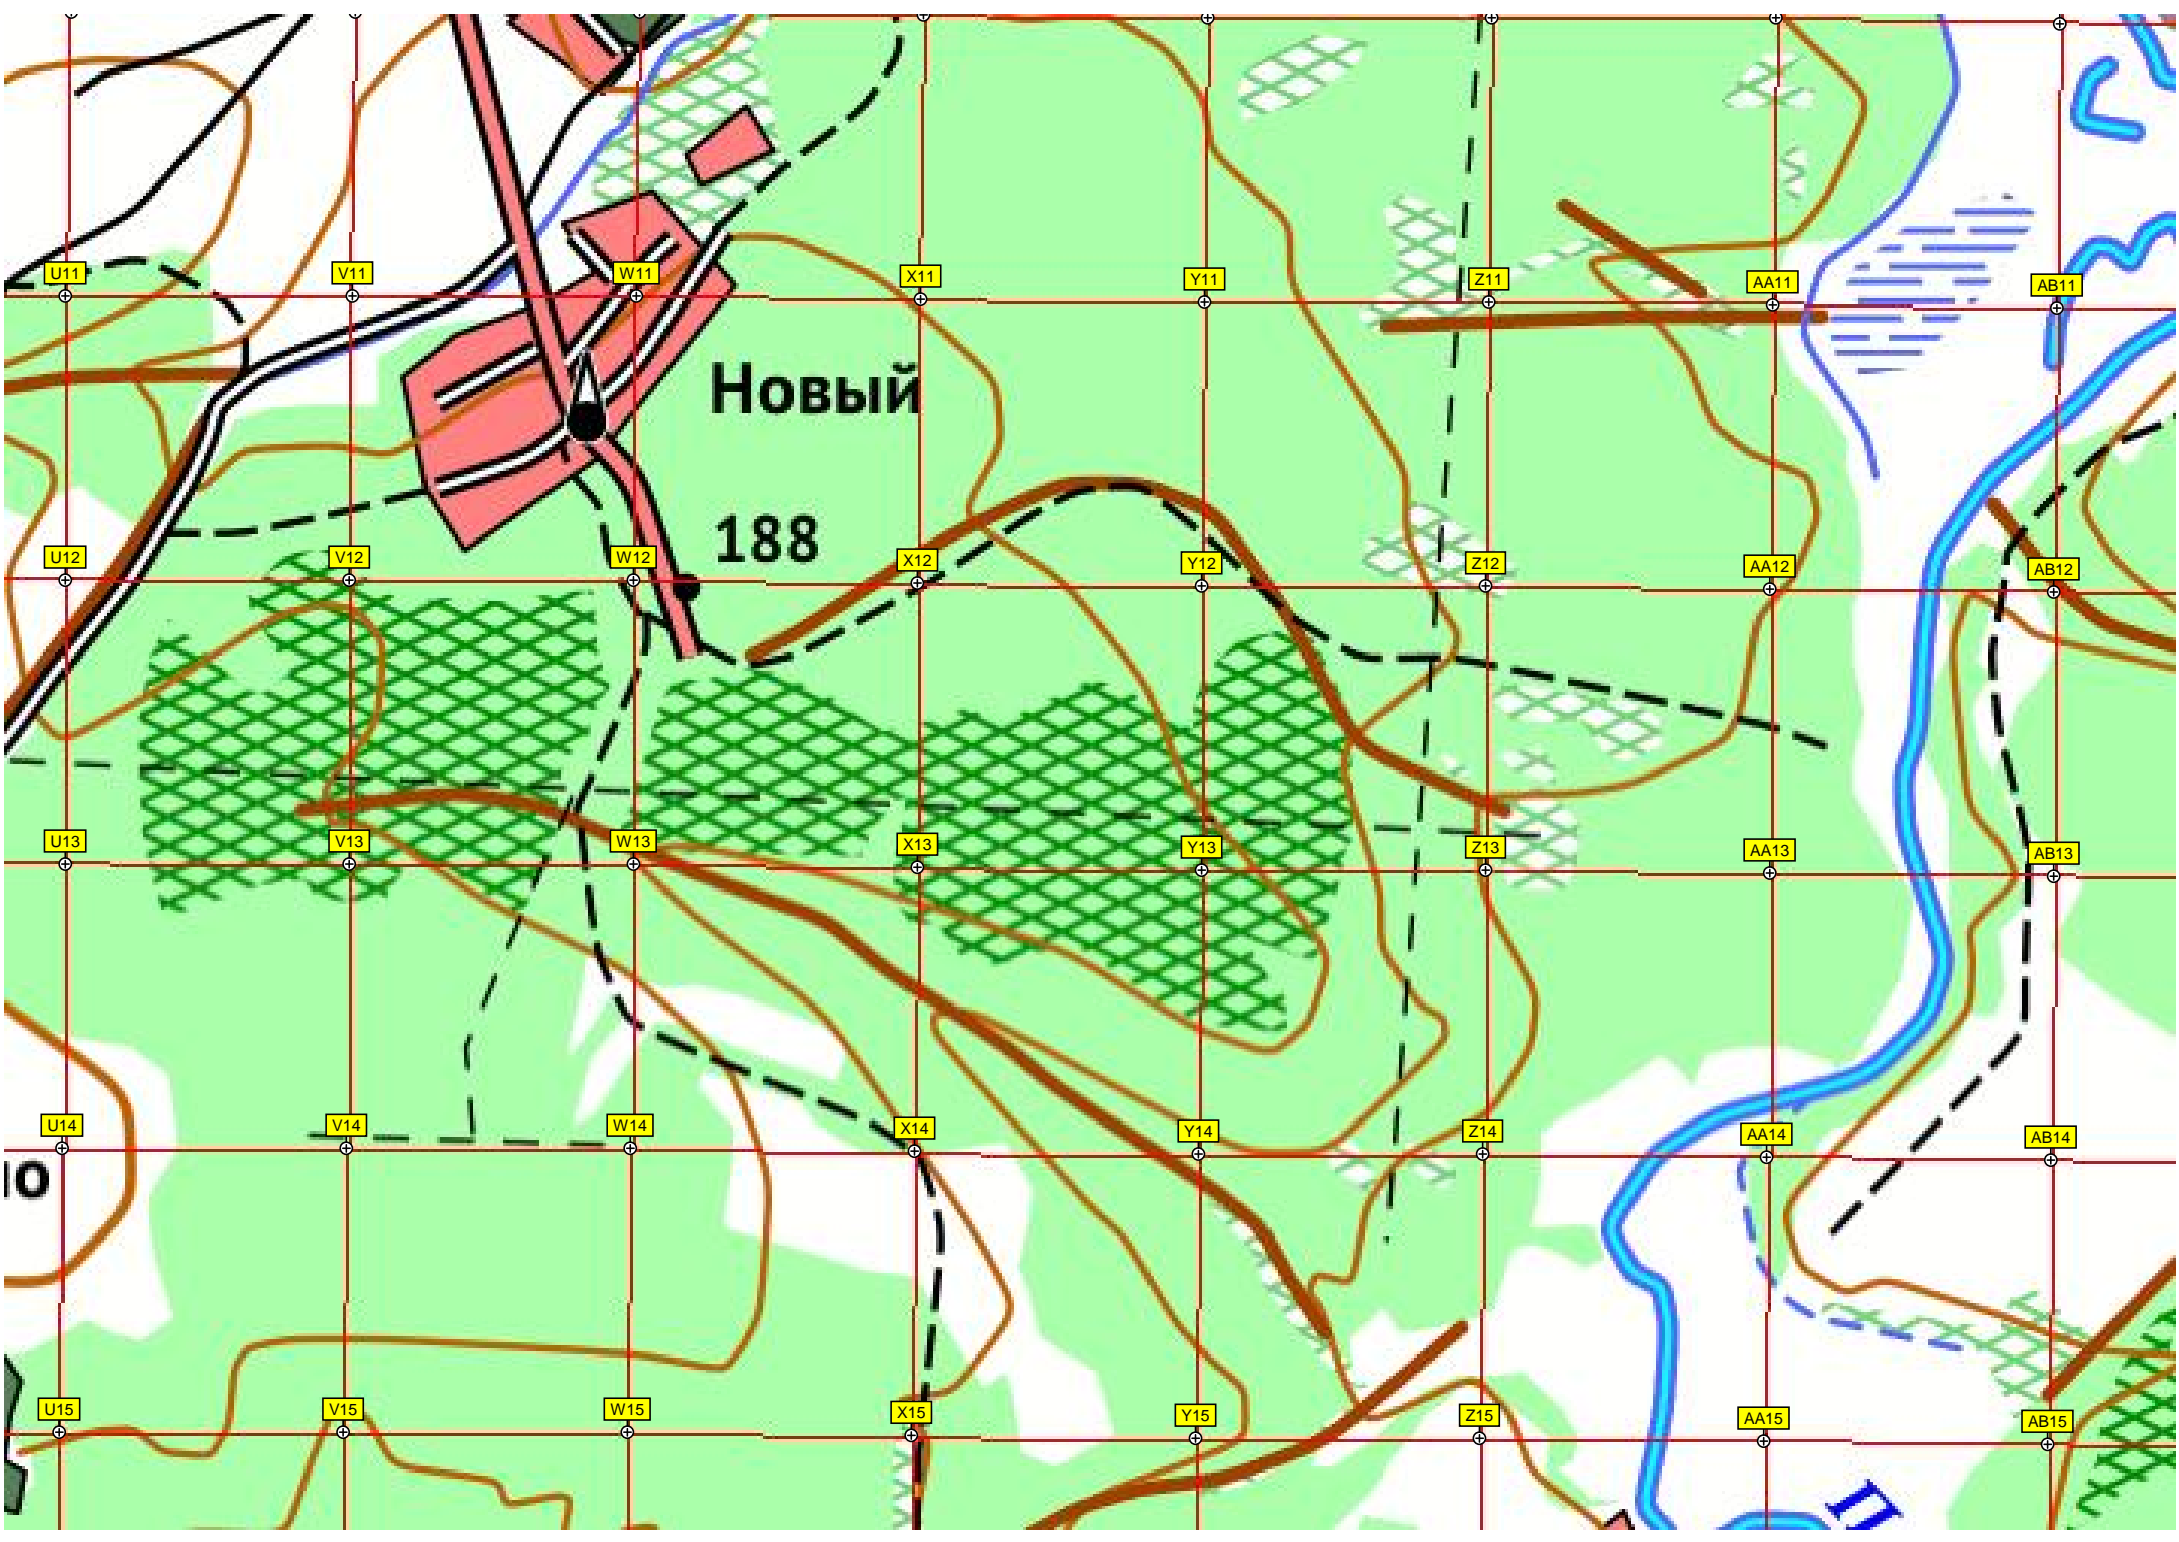 U11 V11 W11 X11 Y11 Z11 AA11 AB11
Новый
188
U12 V12 W12 X12 Y12 Z12 AA12 AB12
U13 V13 W13 X13 Y13 Z13 AA13 AB13
U14 V14 W14 X14 Y14 Z14 AA14 AB14
ю
U15 V15 W15 X15 Y15 Z15 AA15 AB15